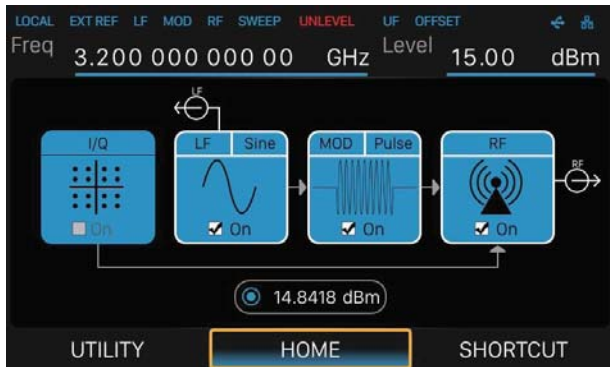 LOCAL EXT REF LF MOD RF SWEEP UNLEVEL UF OFFSET
Freq 3.200 000 000 00 GHz Level 15.00 dBm
LF
I/Q LF Sine MOD Pulse RF
RF
On On On On
14.8418 dBm
UTILITY HOME SHORTCUT